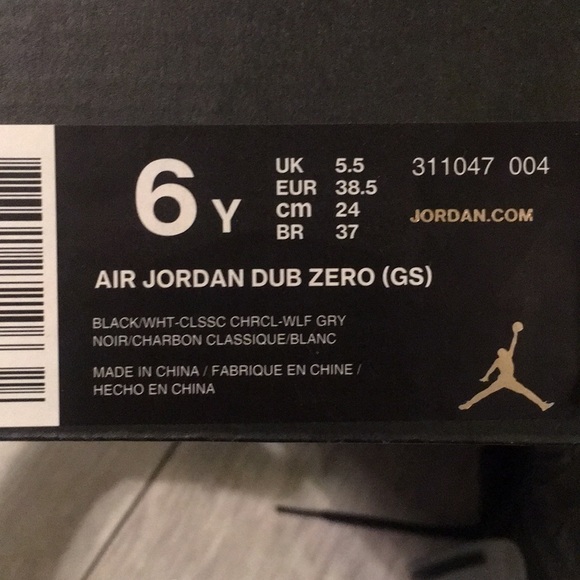 6 Y
UK 5.5
EUR 38.5
cm 24
BR 37
311047 004
JORDAN.COM
AIR JORDAN DUB ZERO (GS)
BLACK/WHT-CLSSC CHRCL-WLF GRY
NOIR/CHARBON CLASSIQUE/BLANC
MADE IN CHINA / FABRIQUE EN CHINE /
HECHO EN CHINA